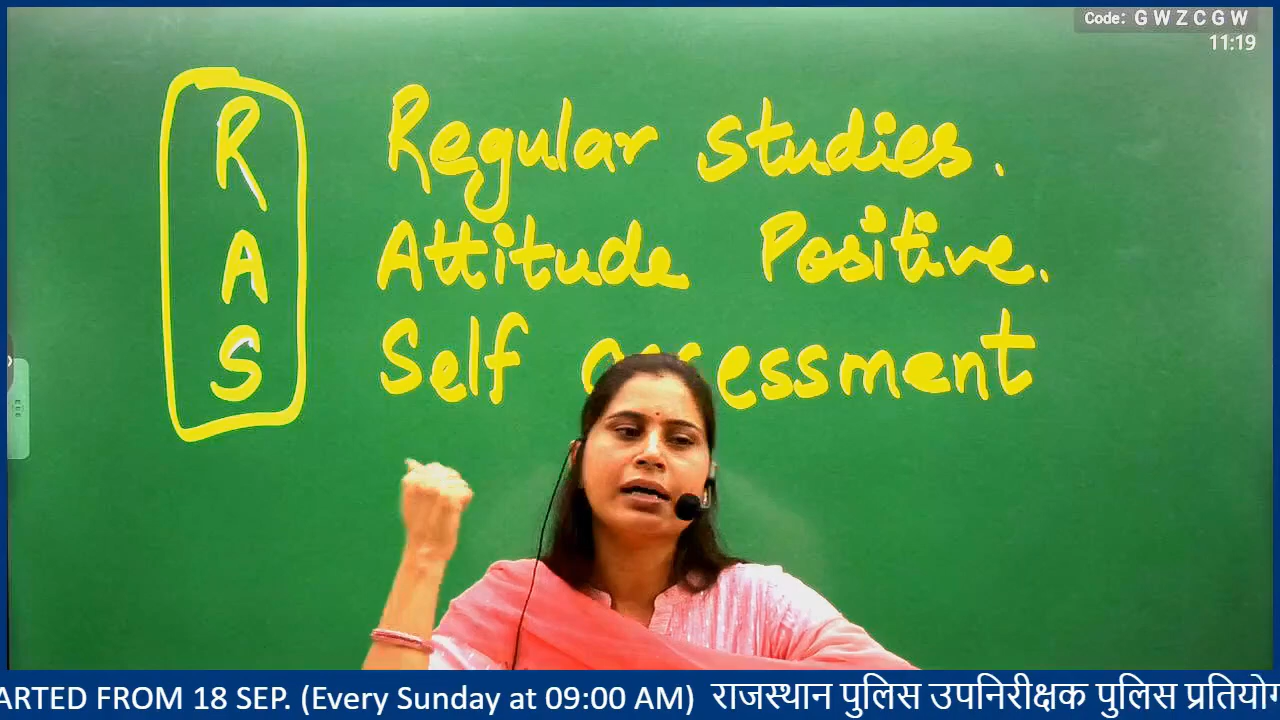 Code: G W Z C G W
11:19
R Regular studies.
A Attitude Positive.
S Self assessment
ARTED FROM 18 SEP. (Every Sunday at 09:00 AM) राजस्थान पुलिस उपनिरीक्षक पुलिस प्रतियोग